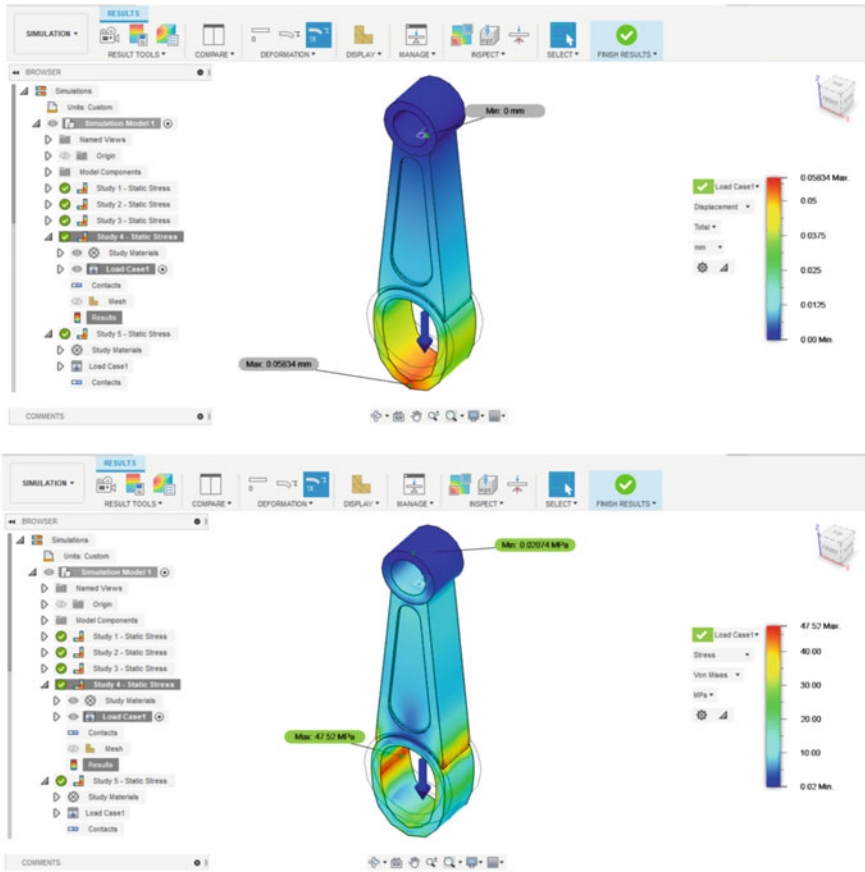 RESULTS
SIMULATION
RESULT TOOLS COMPARE DEFORMATION DISPLAY MANAGE INSPECT SELECT FINISH RESULTS
BROWSER
Simulations
Units: Custom
Simulation Model 1
Named Views
Origin
Model Components
Study 1 - Static Stress
Study 2 - Static Stress
Study 3 - Static Stress
Study 4 - Static Stress
Study Materials
Load Case1
Contacts
Mesh
Results
Study 5 - Static Stress
Study Materials
Load Case1
Contacts
COMMENTS
Min: 0 mm
Max: 0.05834 mm
Load Case1
Displacement
Total
mm
0.05834 Max.
0.05
0.0375
0.025
0.0125
0.00 Min.
RESULTS
SIMULATION
RESULT TOOLS COMPARE DEFORMATION DISPLAY MANAGE INSPECT SELECT FINISH RESULTS
BROWSER
Simulations
Units: Custom
Simulation Model 1
Named Views
Origin
Model Components
Study 1 - Static Stress
Study 2 - Static Stress
Study 3 - Static Stress
Study 4 - Static Stress
Study Materials
Load Case1
Contacts
Mesh
Results
Study 5 - Static Stress
Study Materials
Load Case1
Contacts
COMMENTS
Min: 0.02074 MPa
Max: 47.52 MPa
Load Case1
Stress
Von Mises
MPa
47.52 Max.
40.00
30.00
20.00
10.00
0.02 Min.